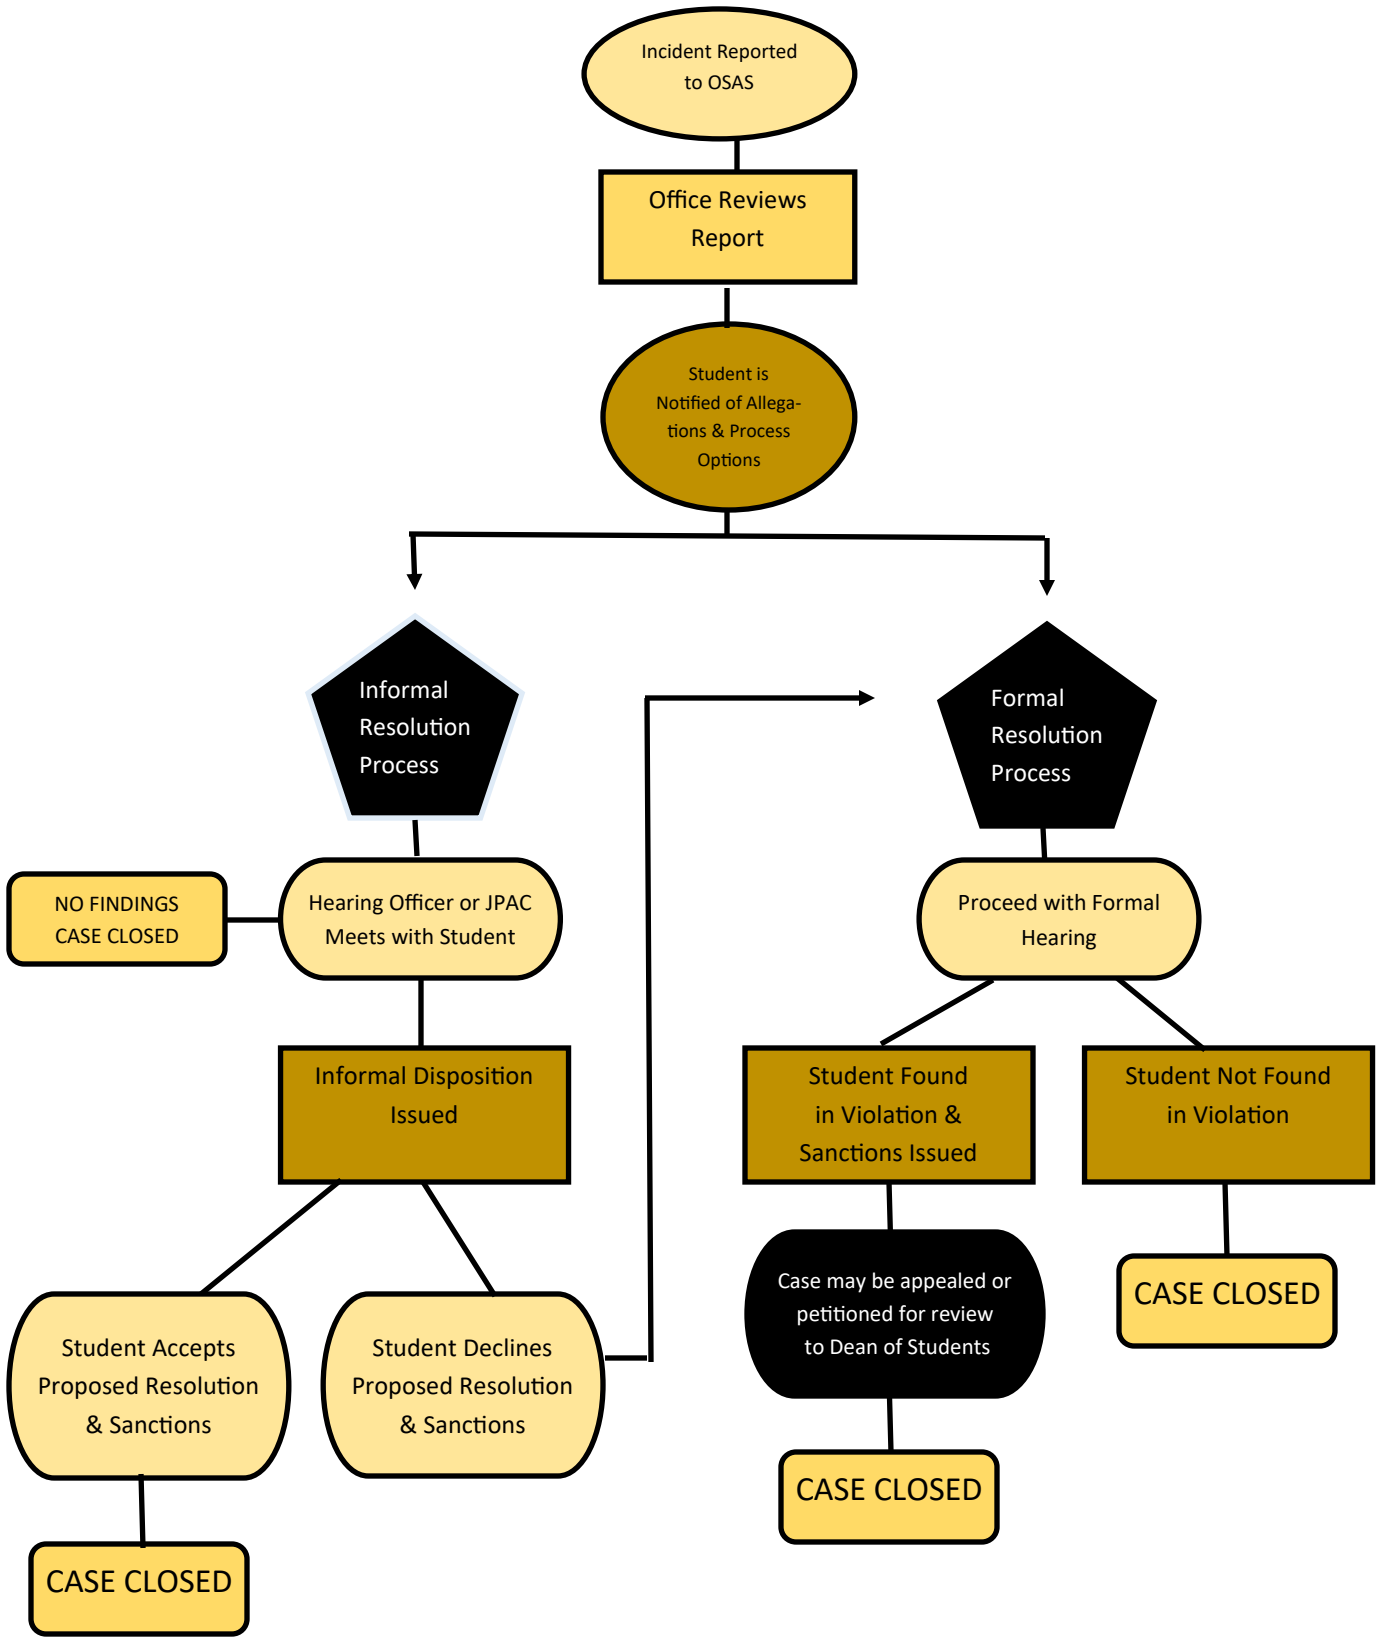 Incident Reported
to OSAS
Office Reviews
Report
Student is
Notified of Allega-
tions & Process
Options
Informal
Resolution
Process
Formal
Resolution
Process
NO FINDINGS
CASE CLOSED
Hearing Officer or JPAC
Meets with Student
Proceed with Formal
Hearing
Informal Disposition
Issued
Student Found
in Violation &
Sanctions Issued
Student Not Found
in Violation
Case may be appealed or
petitioned for review
to Dean of Students
CASE CLOSED
Student Accepts
Proposed Resolution
& Sanctions
Student Declines
Proposed Resolution
& Sanctions
CASE CLOSED
CASE CLOSED